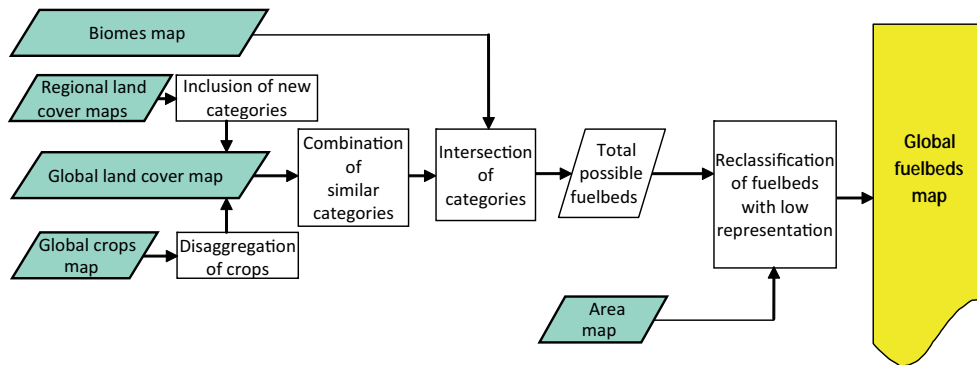 Biomes map
Regional land
cover maps
Inclusion of new
categories
Global land cover map
Global crops
map
Disaggregation
of crops
Combination
of
similar
categories
Intersection
of
categories
Total
possible
fuelbeds
Reclassification
of fuelbeds
with low
representation
Area
map
Global
fuelbeds
map